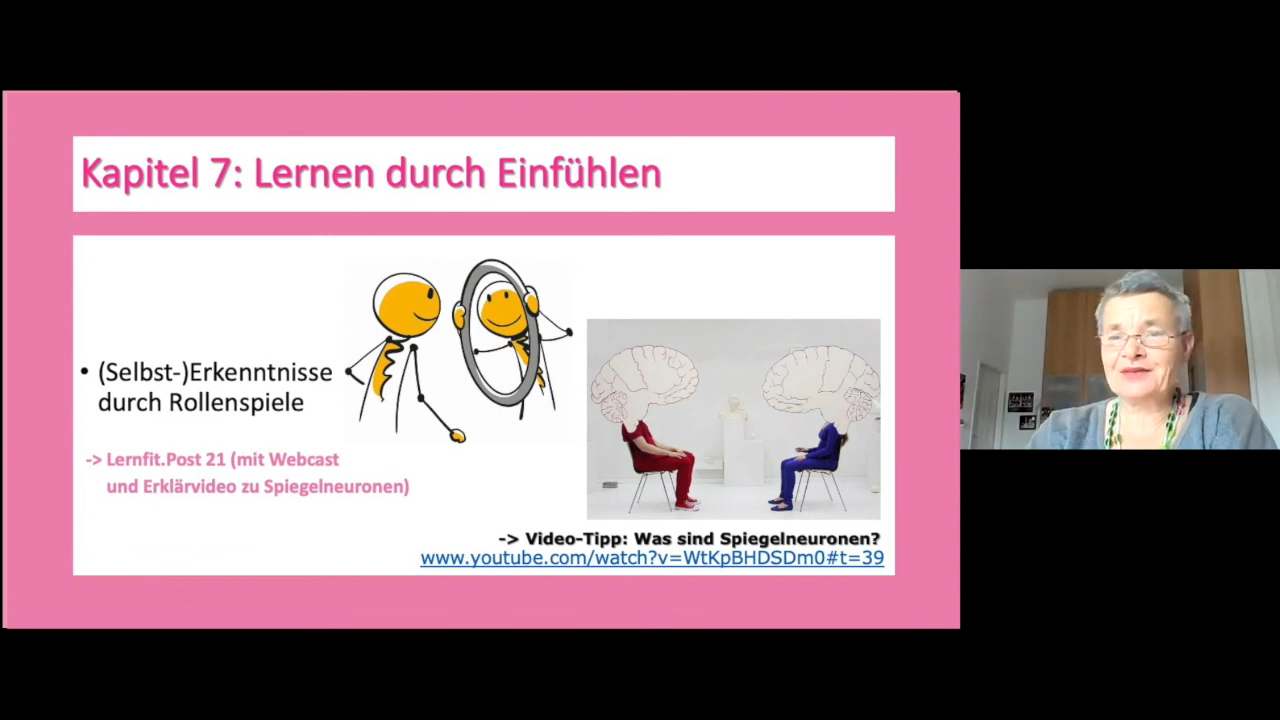 Kapitel 7: Lernen durch Einfühlen
• (Selbst-)Erkenntnisse
durch Rollenspiele
-> Lernfit.Post 21 (mit Webcast
und Erklärvideo zu Spiegelneuronen)
-> Video-Tipp: Was sind Spiegelneuronen?
www.youtube.com/watch?v=WtKpBHDSDm0#t=39